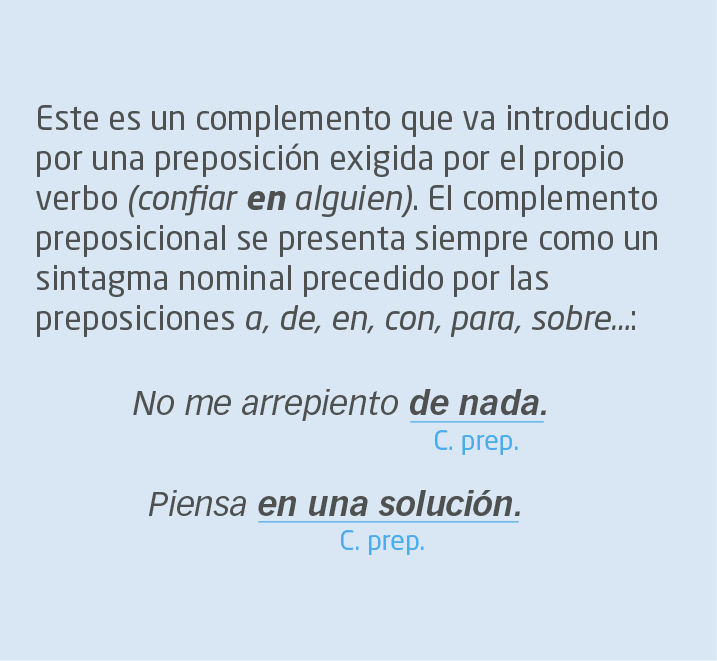 Este es un complemento que va introducido
por una preposición exigida por el propio
verbo (confiar en alguien). El complemento
preposicional se presenta siempre como un
sintagma nominal precedido por las
preposiciones a, de, en, con, para, sobre...:
No me arrepiento de nada.
C. prep.
Piensa en una solución.
C. prep.